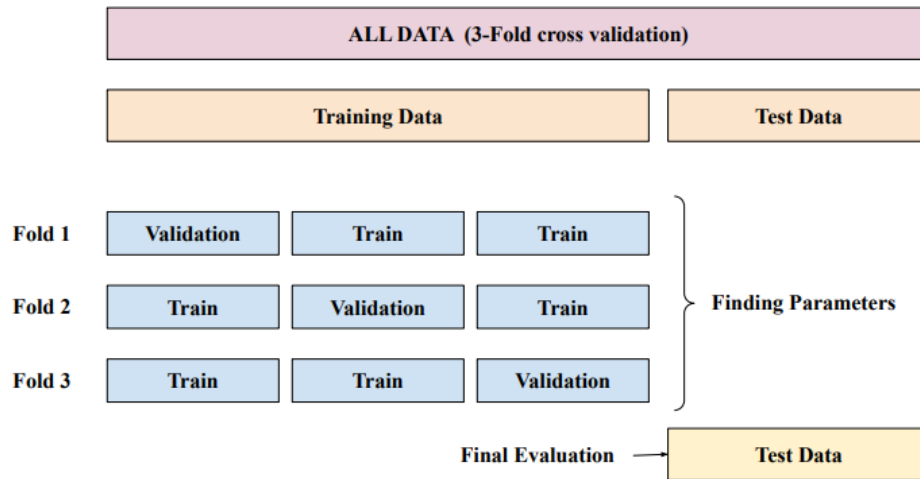 ALL DATA (3-Fold cross validation)
Training Data Test Data
Fold 1 Validation Train Train
Fold 2 Train Validation Train Finding Parameters
Fold 3 Train Train Validation
Final Evaluation Test Data